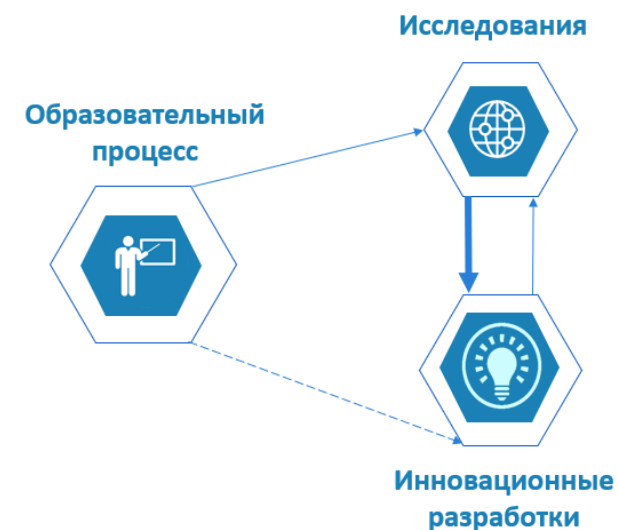 Исследования
Образовательный
процесс
Инновационные
разработки